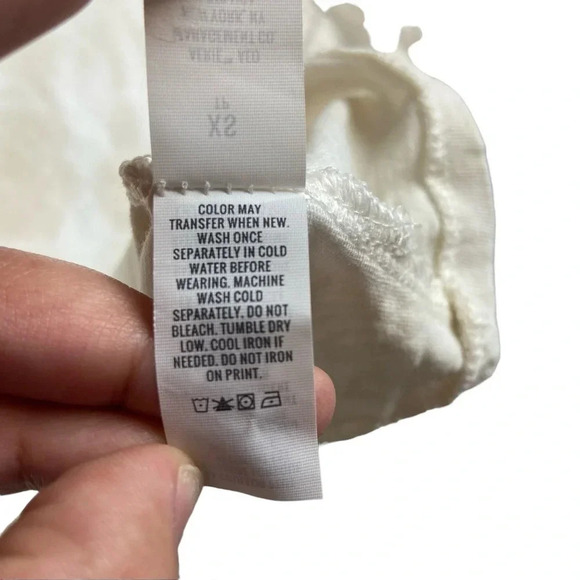 XS
TP
COLOR MAY
TRANSFER WHEN NEW.
WASH ONCE
SEPARATELY IN COLD
WATER BEFORE
WEARING. MACHINE
WASH COLD
SEPARATELY. DO NOT
BLEACH. TUMBLE DRY
LOW. COOL IRON IF
NEEDED. DO NOT IRON
ON PRINT.